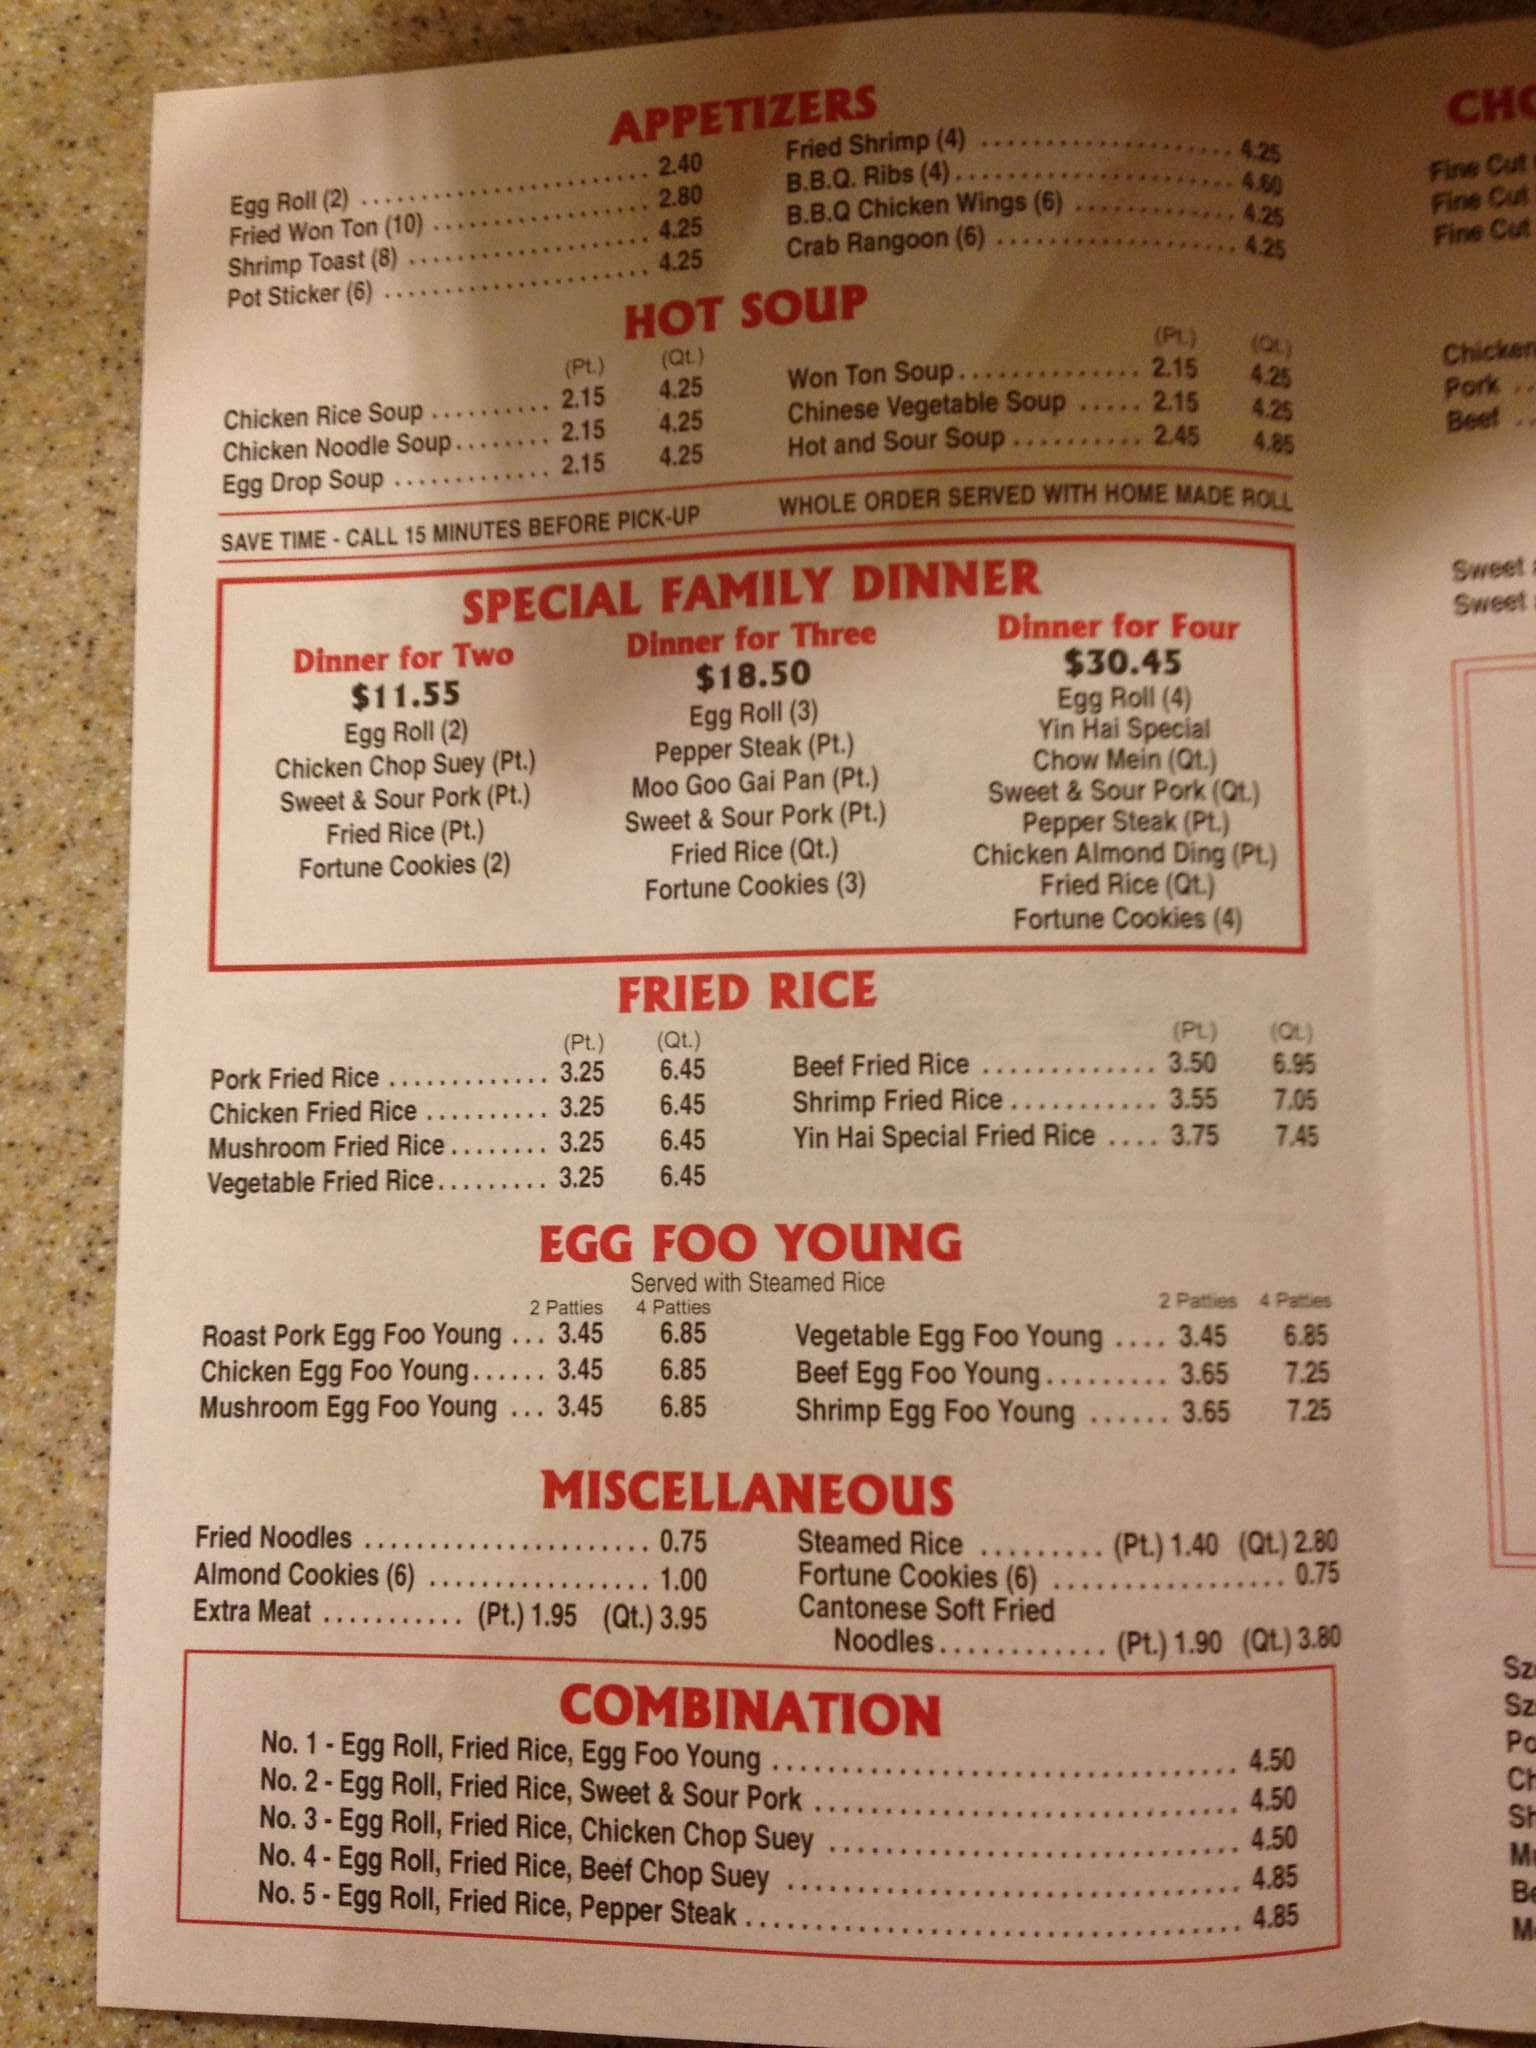 APPETIZERS
Egg Roll (2) 2.40
Fried Won Ton (10) 2.80
Shrimp Toast (8) 4.25
Pot Sticker (6) 4.25
Fried Shrimp (4) 4.25
B.B.Q. Ribs (4) 4.60
B.B.Q Chicken Wings (6) 4.25
Crab Rangoon (6) 4.25
HOT SOUP
(Pt.) (Qt.)
Chicken Rice Soup 2.15 4.25
Chicken Noodle Soup 2.15 4.25
Egg Drop Soup 2.15 4.25
(Pt.) (Qt.)
Won Ton Soup 2.15 4.25
Chinese Vegetable Soup 2.15 4.25
Hot and Sour Soup 2.45 4.85
SAVE TIME - CALL 15 MINUTES BEFORE PICK-UP WHOLE ORDER SERVED WITH HOME MADE ROLL
SPECIAL FAMILY DINNER
Dinner for Two
$11.55
Egg Roll (2)
Chicken Chop Suey (Pt.)
Sweet & Sour Pork (Pt.)
Fried Rice (Pt.)
Fortune Cookies (2)
Dinner for Three
$18.50
Egg Roll (3)
Pepper Steak (Pt.)
Moo Goo Gai Pan (Pt.)
Sweet & Sour Pork (Pt.)
Fried Rice (Qt.)
Fortune Cookies (3)
Dinner for Four
$30.45
Egg Roll (4)
Yin Hai Special
Chow Mein (Qt.)
Sweet & Sour Pork (Qt.)
Pepper Steak (Pt.)
Chicken Almond Ding (Pt.)
Fried Rice (Qt.)
Fortune Cookies (4)
FRIED RICE
(Pt.) (Qt.)
Pork Fried Rice 3.25 6.45
Chicken Fried Rice 3.25 6.45
Mushroom Fried Rice 3.25 6.45
Vegetable Fried Rice 3.25 6.45
(Pt.) (Qt.)
Beef Fried Rice 3.50 6.95
Shrimp Fried Rice 3.55 7.05
Yin Hai Special Fried Rice 3.75 7.45
EGG FOO YOUNG
Served with Steamed Rice
2 Patties 4 Patties
Roast Pork Egg Foo Young 3.45 6.85
Chicken Egg Foo Young 3.45 6.85
Mushroom Egg Foo Young 3.45 6.85
2 Patties 4 Patties
Vegetable Egg Foo Young 3.45 6.85
Beef Egg Foo Young 3.65 7.25
Shrimp Egg Foo Young 3.65 7.25
MISCELLANEOUS
Fried Noodles 0.75
Almond Cookies (6) 1.00
Extra Meat (Pt.) 1.95 (Qt.) 3.95
Steamed Rice (Pt.) 1.40 (Qt.) 2.80
Fortune Cookies (6) 0.75
Cantonese Soft Fried
Noodles (Pt.) 1.90 (Qt.) 3.80
COMBINATION
No. 1 - Egg Roll, Fried Rice, Egg Foo Young 4.50
No. 2 - Egg Roll, Fried Rice, Sweet & Sour Pork 4.50
No. 3 - Egg Roll, Fried Rice, Chicken Chop Suey 4.50
No. 4 - Egg Roll, Fried Rice, Beef Chop Suey 4.85
No. 5 - Egg Roll, Fried Rice, Pepper Steak 4.85
Fine Cut
Fine Cut
Fine Cut
Chicken
Pork
Beef
Sweet
Sweet